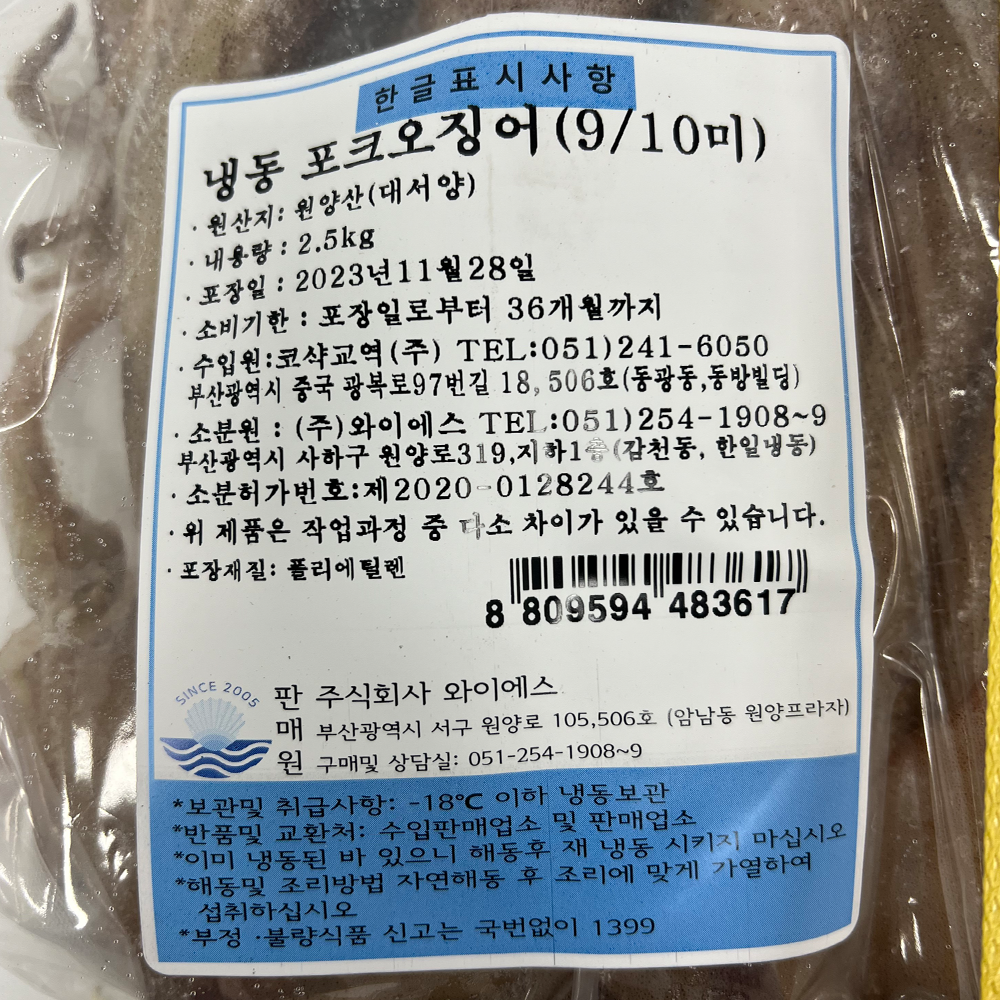 한글표시사항
냉동 포크오징어(9/10미)
· 원산지: 원양산(대서양)
· 내용량 : 2.5kg
· 포장일 : 2023년11월28일
· 소비기한 : 포장일로부터 36개월까지
· 수입원:코샥교역(주) TEL:051)241-6050
부산광역시 중국 광복로97번길 18, 506호(동광동,동방빌딩)
· 소분원 : (주)와이에스 TEL:051)254-1908~9
부산광역시 사하구 원양로319,지하1층(감천동, 한일냉동)
· 소분허가번호:제2020-0128244호
· 위 제품은 작업과정 중 다소 차이가 있을 수 있습니다.
· 포장재질: 폴리에틸렌
8 809594 483617
SINCE 2005
판매원
주식회사 와이에스
부산광역시 서구 원양로 105,506호 (암남동 원양프라자)
구매및 상담실: 051-254-1908~9
*보관및 취급사항: -18℃ 이하 냉동보관
*반품및 교환처: 수입판매업소 및 판매업소
*이미 냉동된 바 있으니 해동후 재 냉동 시키지 마십시오
*해동및 조리방법 자연해동 후 조리에 맞게 가열하여
섭취하십시오
*부정 ·불량식품 신고는 국번없이 1399